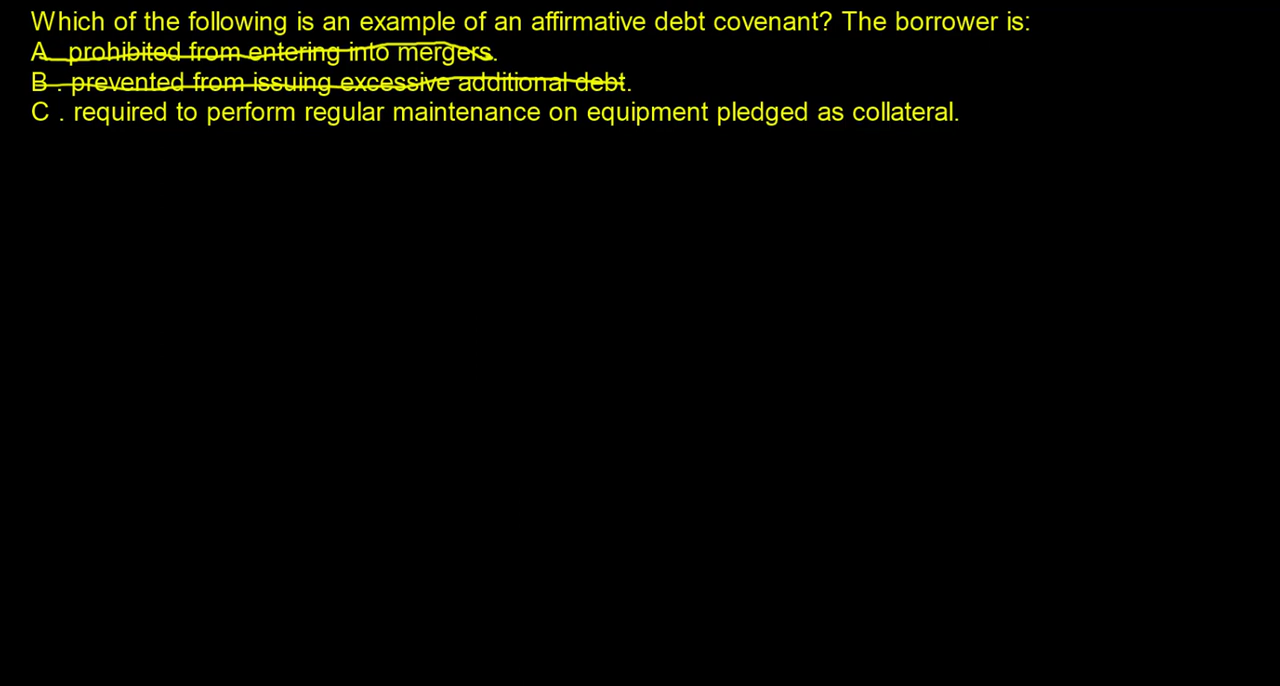 Which of the following is an example of an affirmative debt covenant? The borrower is:
A . prohibited from entering into mergers.
B . prevented from issuing excessive additional debt.
C . required to perform regular maintenance on equipment pledged as collateral.